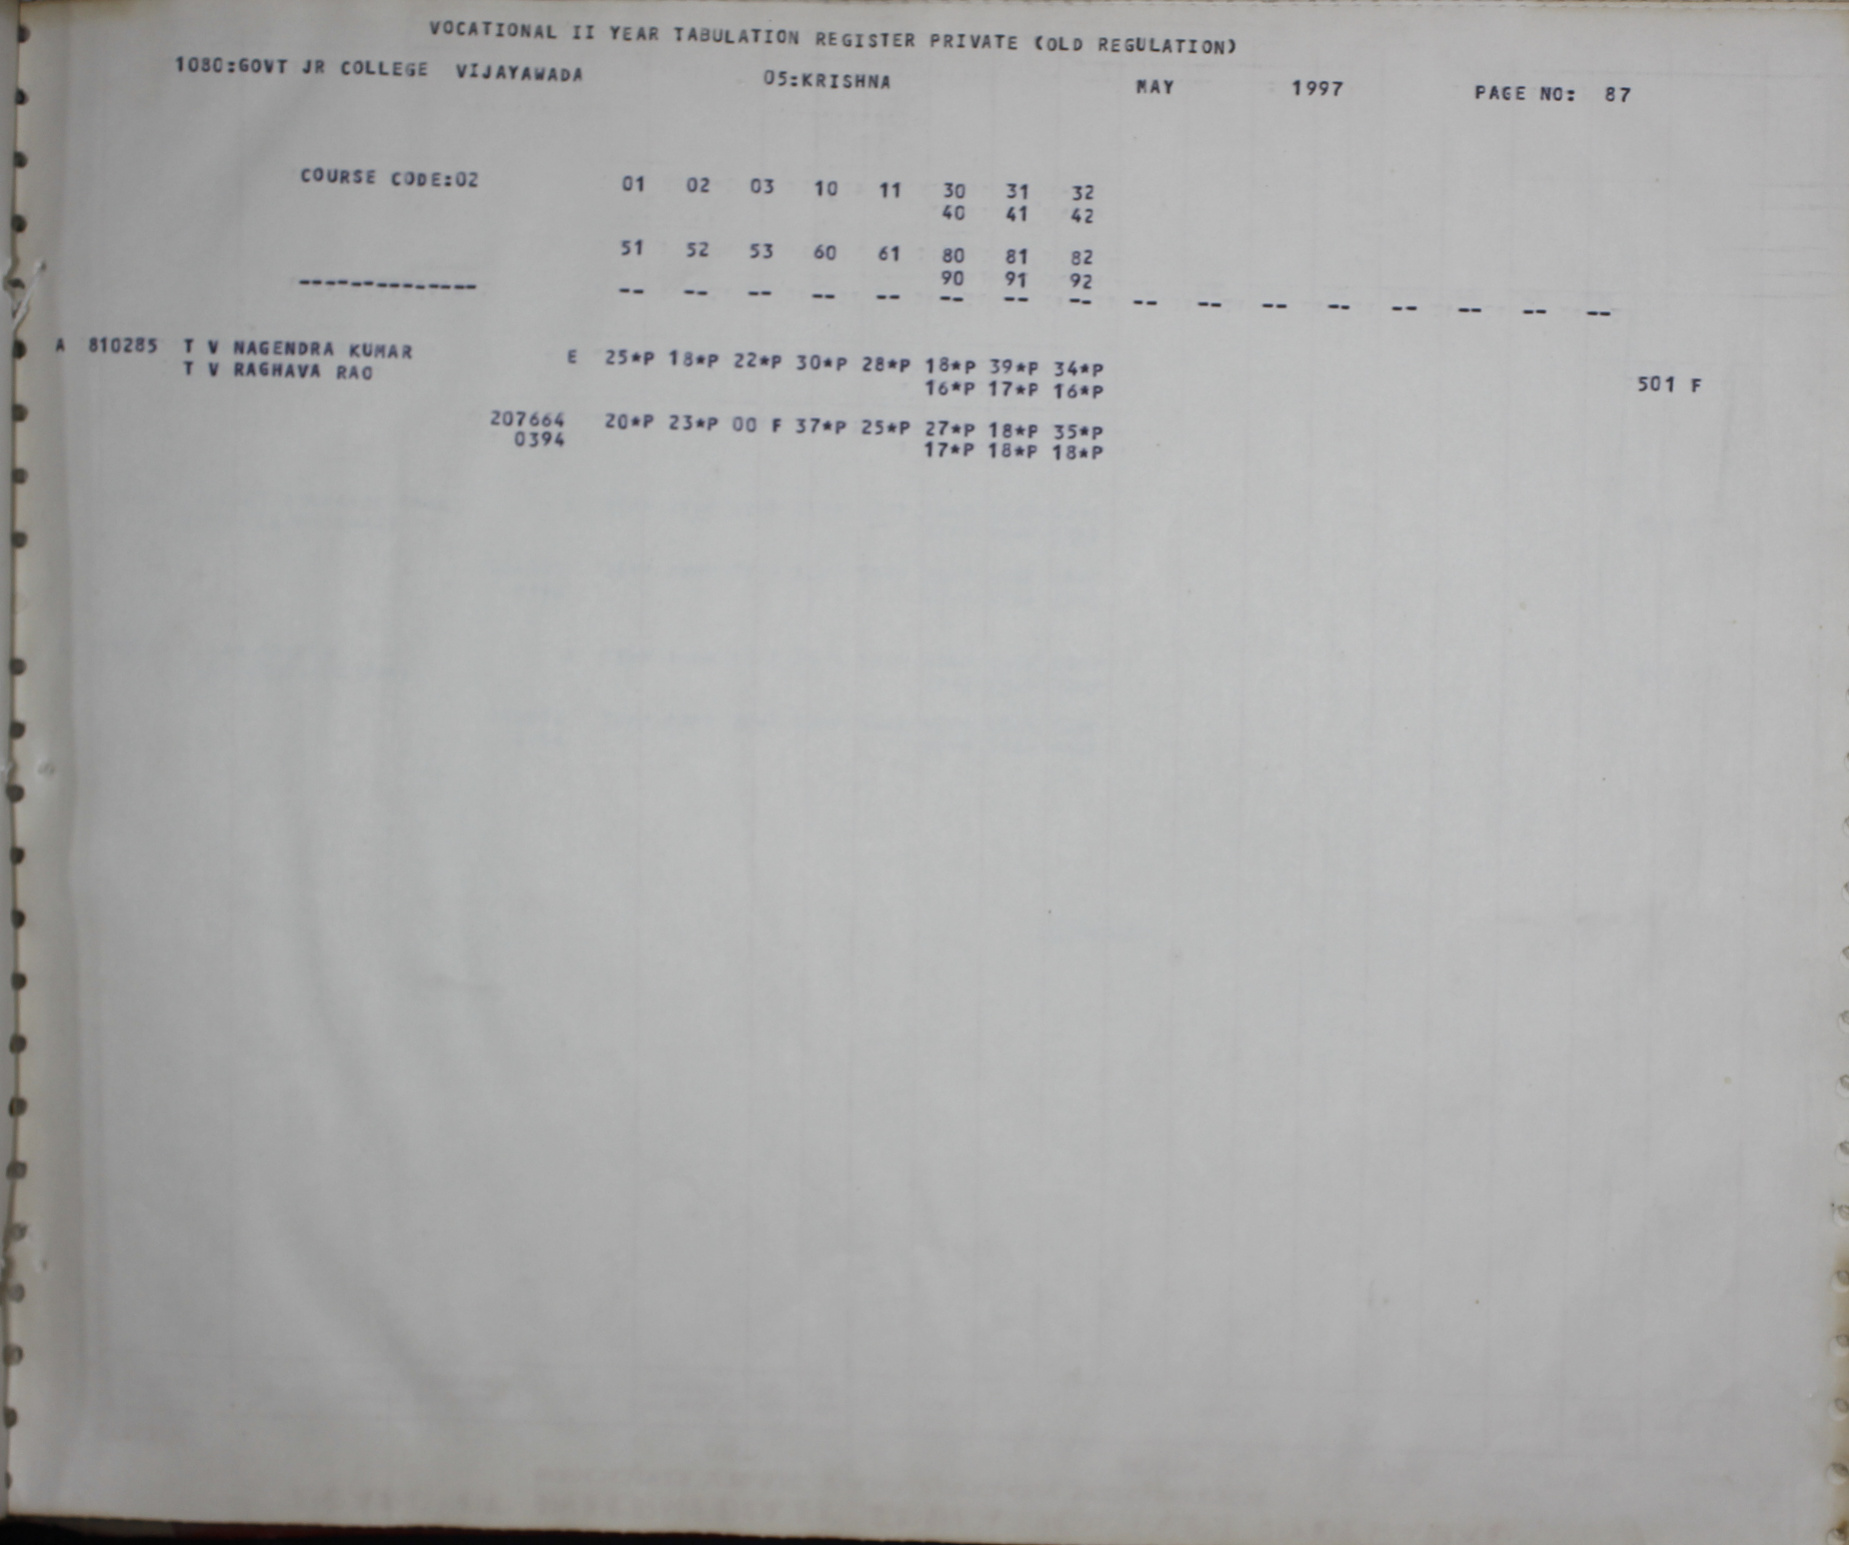 VOCATIONAL II YEAR TABULATION REGISTER PRIVATE (OLD REGULATION)
1080:GOVT JR COLLEGE VIJAYAWADA 05:KRISHNA MAY 1997 PAGE NO: 87
COURSE CODE:02 01 02 03 10 11 30 31 32
40 41 42
51 52 53 60 61 80 81 82
90 91 92
-------------- -- -- -- -- -- -- -- -- -- -- -- -- -- -- -- --
A 810285 T V NAGENDRA KUMAR E 25*P 18*P 22*P 30*P 28*P 18*P 39*P 34*P
T V RAGHAVA RAO 16*P 17*P 16*P 501 F
207664 20*P 23*P 00 F 37*P 25*P 27*P 18*P 35*P
0394 17*P 18*P 18*P